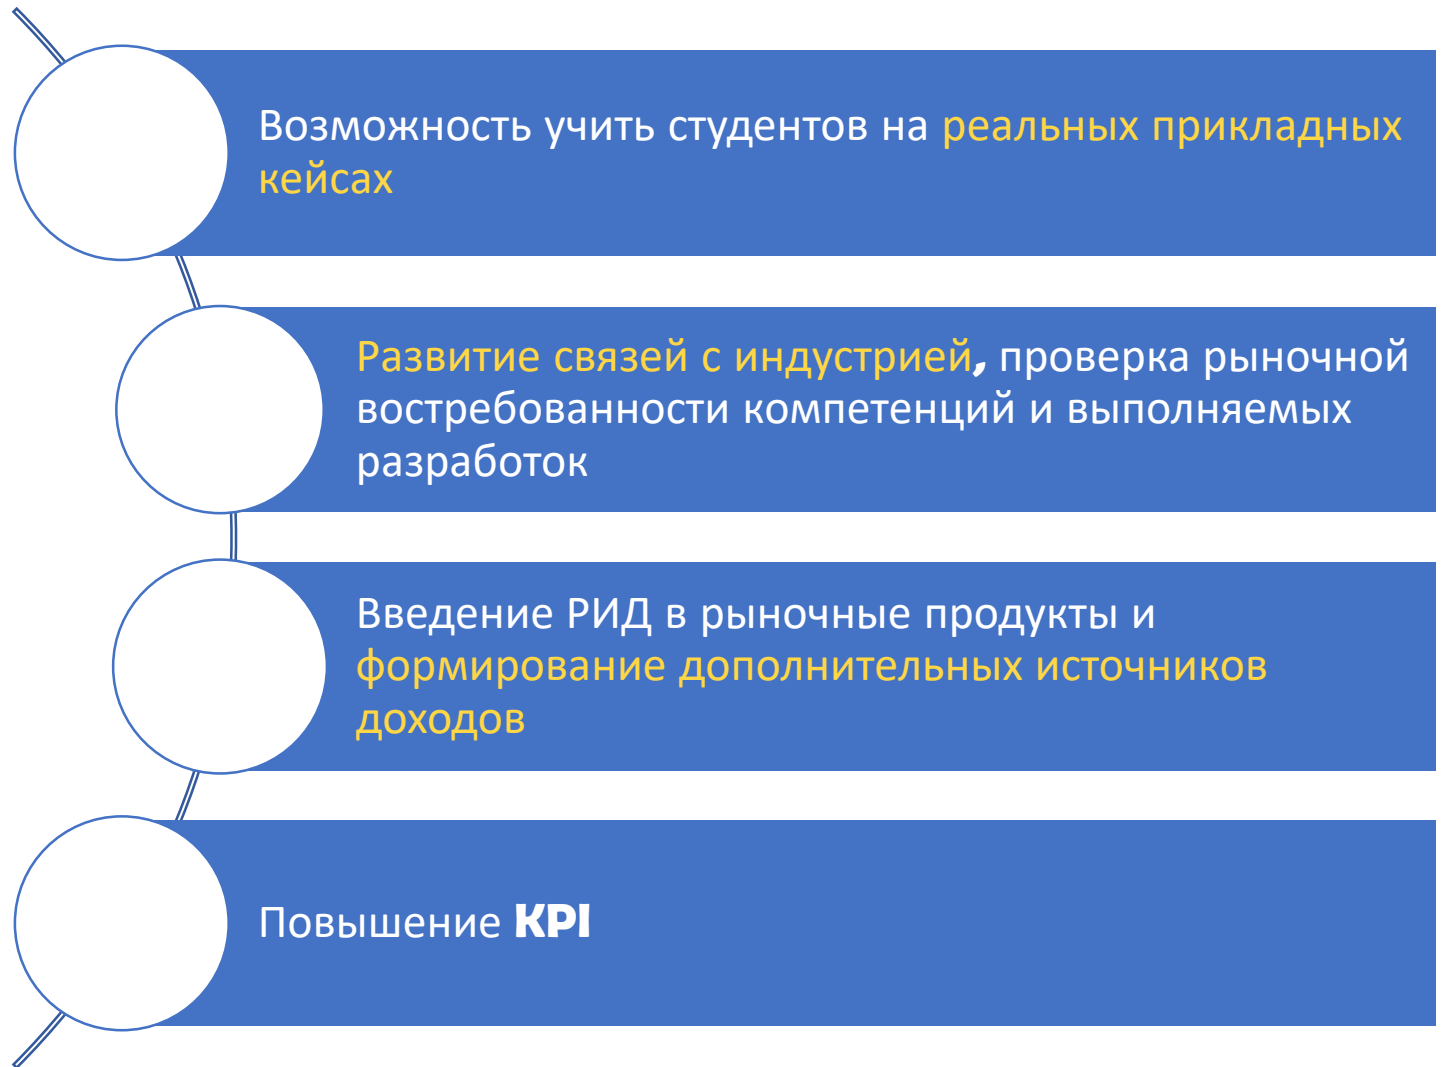 Возможность учить студентов на реальных прикладных
кейсах
Развитие связей с индустрией, проверка рыночной
востребованности компетенций и выполняемых
разработок
Введение РИД в рыночные продукты и
формирование дополнительных источников
доходов
Повышение KPI